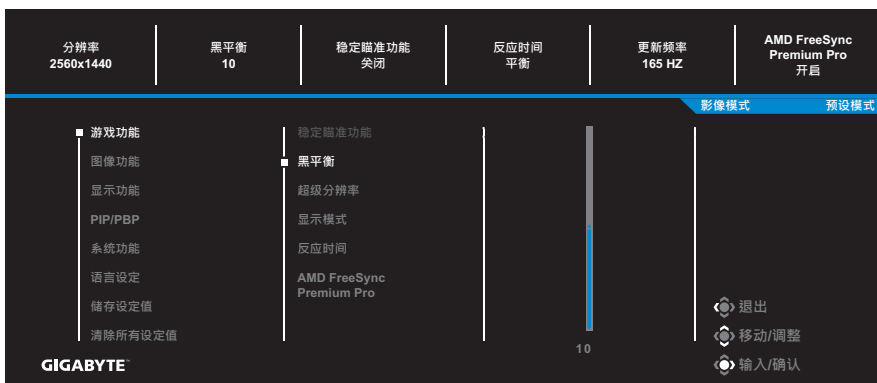 分辨率
2560x1440
黑平衡
10
稳定瞄准功能
关闭
反应时间
平衡
更新频率
165 HZ
AMD FreeSync
Premium Pro
开启
影像模式 预设模式
游戏功能
图像功能
显示功能
PIP/PBP
系统功能
语言设定
储存设定值
清除所有设定值
稳定瞄准功能
黑平衡
超级分辨率
显示模式
反应时间
AMD FreeSync
Premium Pro
10
退出
移动/调整
输入/确认
GIGABYTE™